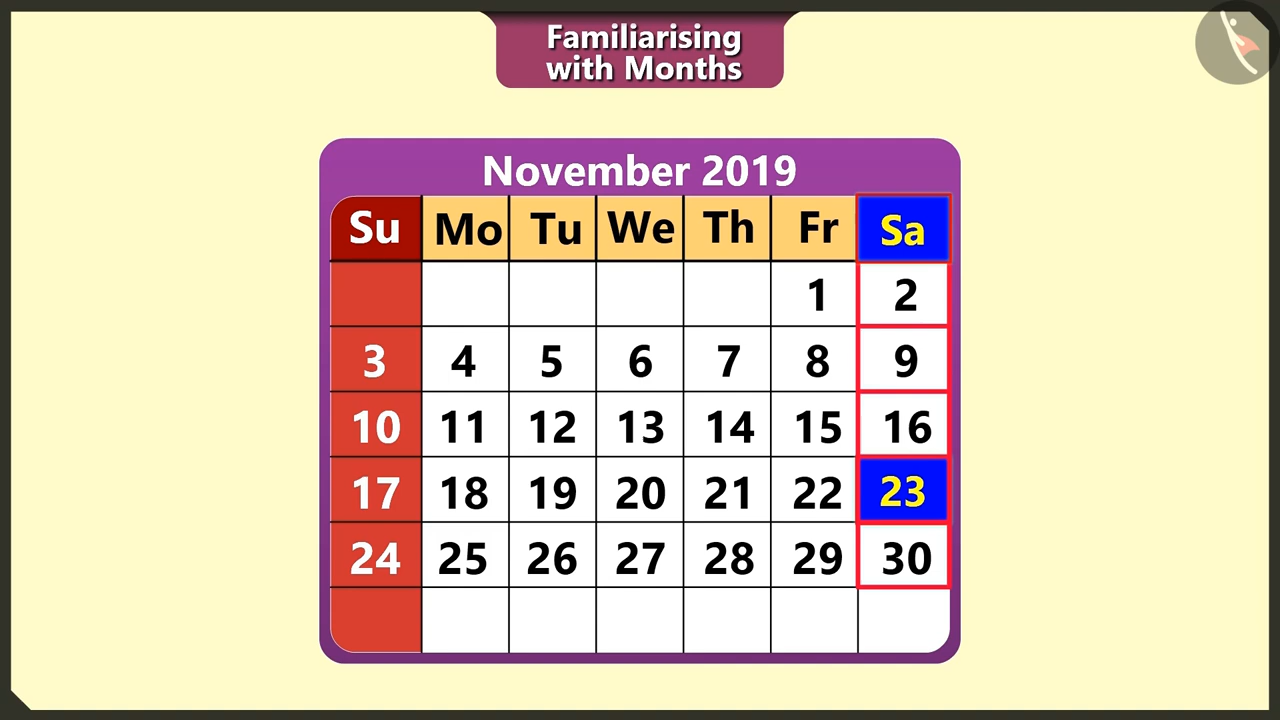 Familiarising
with Months
November 2019
Su Mo Tu We Th Fr Sa
1 2
3 4 5 6 7 8 9
10 11 12 13 14 15 16
17 18 19 20 21 22 23
24 25 26 27 28 29 30